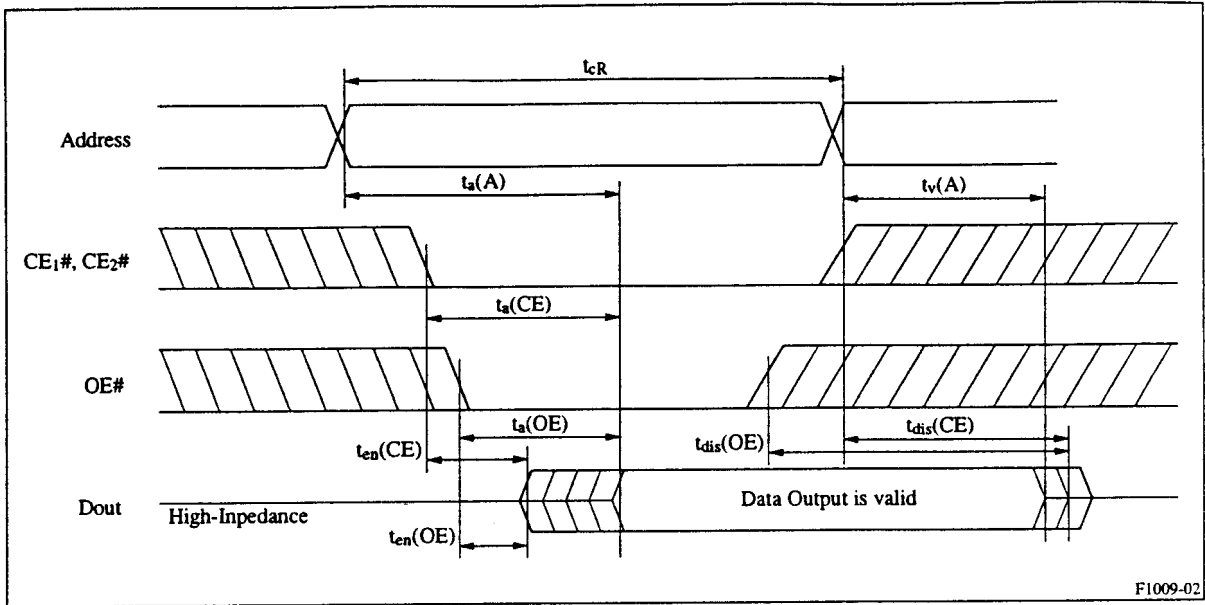 tcR
Address
ta(A)
tv(A)
CE1#, CE2#
ta(CE)
OE#
ta(OE)
tdis(CE)
ten(CE)
tdis(OE)
Data Output is valid
Dout
High-Inpedance
ten(OE)
F1009-02